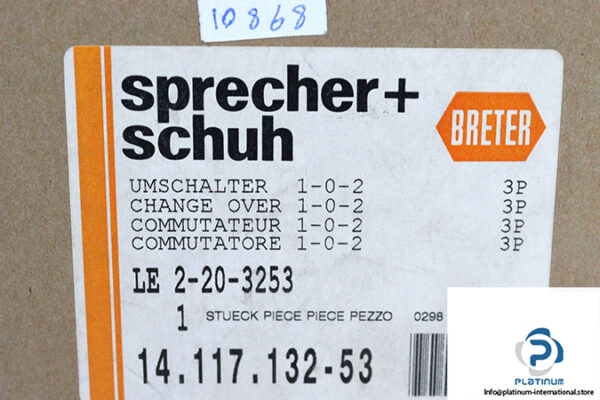 10868
sprecher+
schuh
BRETER
UMSCHALTER 1-0-2 3P
CHANGE OVER 1-0-2 3P
COMMUTATEUR 1-0-2 3P
COMMUTATORE 1-0-2 3P
LE 2-20-3253
1 STUECK PIECE PIECE PEZZO 0298
14.117.132-53
PLATINUM
Info@platinum-international.store